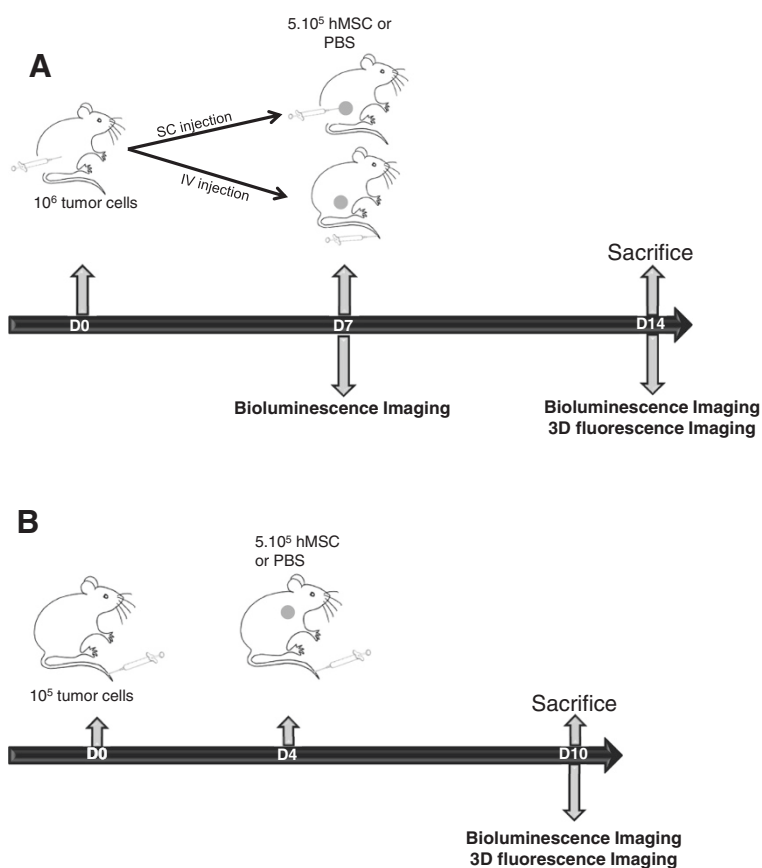 A
5.10⁵ hMSC or
PBS
SC injection
IV injection
10⁶ tumor cells
Sacrifice
D0
D7
D14
Bioluminescence Imaging
Bioluminescence Imaging
3D fluorescence Imaging
B
5.10⁵ hMSC
or PBS
10⁵ tumor cells
Sacrifice
D0
D4
D10
Bioluminescence Imaging
3D fluorescence Imaging